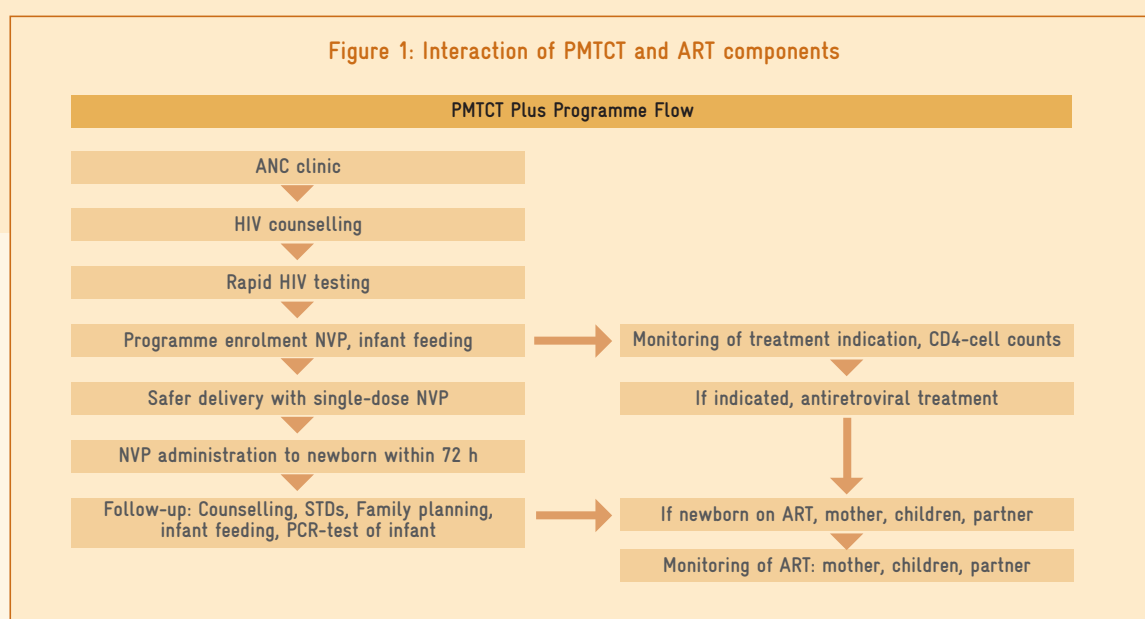 Figure 1: Interaction of PMTCT and ART components
PMTCT Plus Programme Flow
ANC clinic
HIV counselling
Rapid HIV testing
Programme enrolment NVP, infant feeding
Safer delivery with single-dose NVP
NVP administration to newborn within 72 h
Follow-up: Counselling, STDs, Family planning,
infant feeding, PCR-test of infant
Monitoring of treatment indication, CD4-cell counts
If indicated, antiretroviral treatment
If newborn on ART, mother, children, partner
Monitoring of ART: mother, children, partner